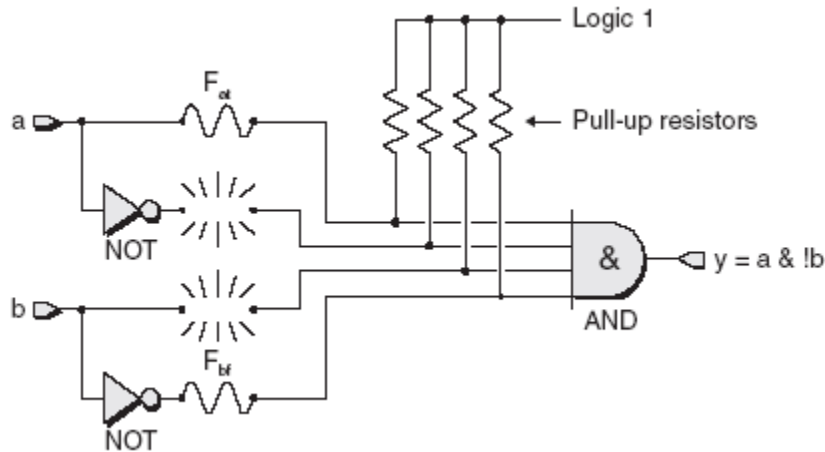 Logic 1
Fat
a
Pull-up resistors
NOT
&
y = a & !b
b
AND
Fbf
NOT